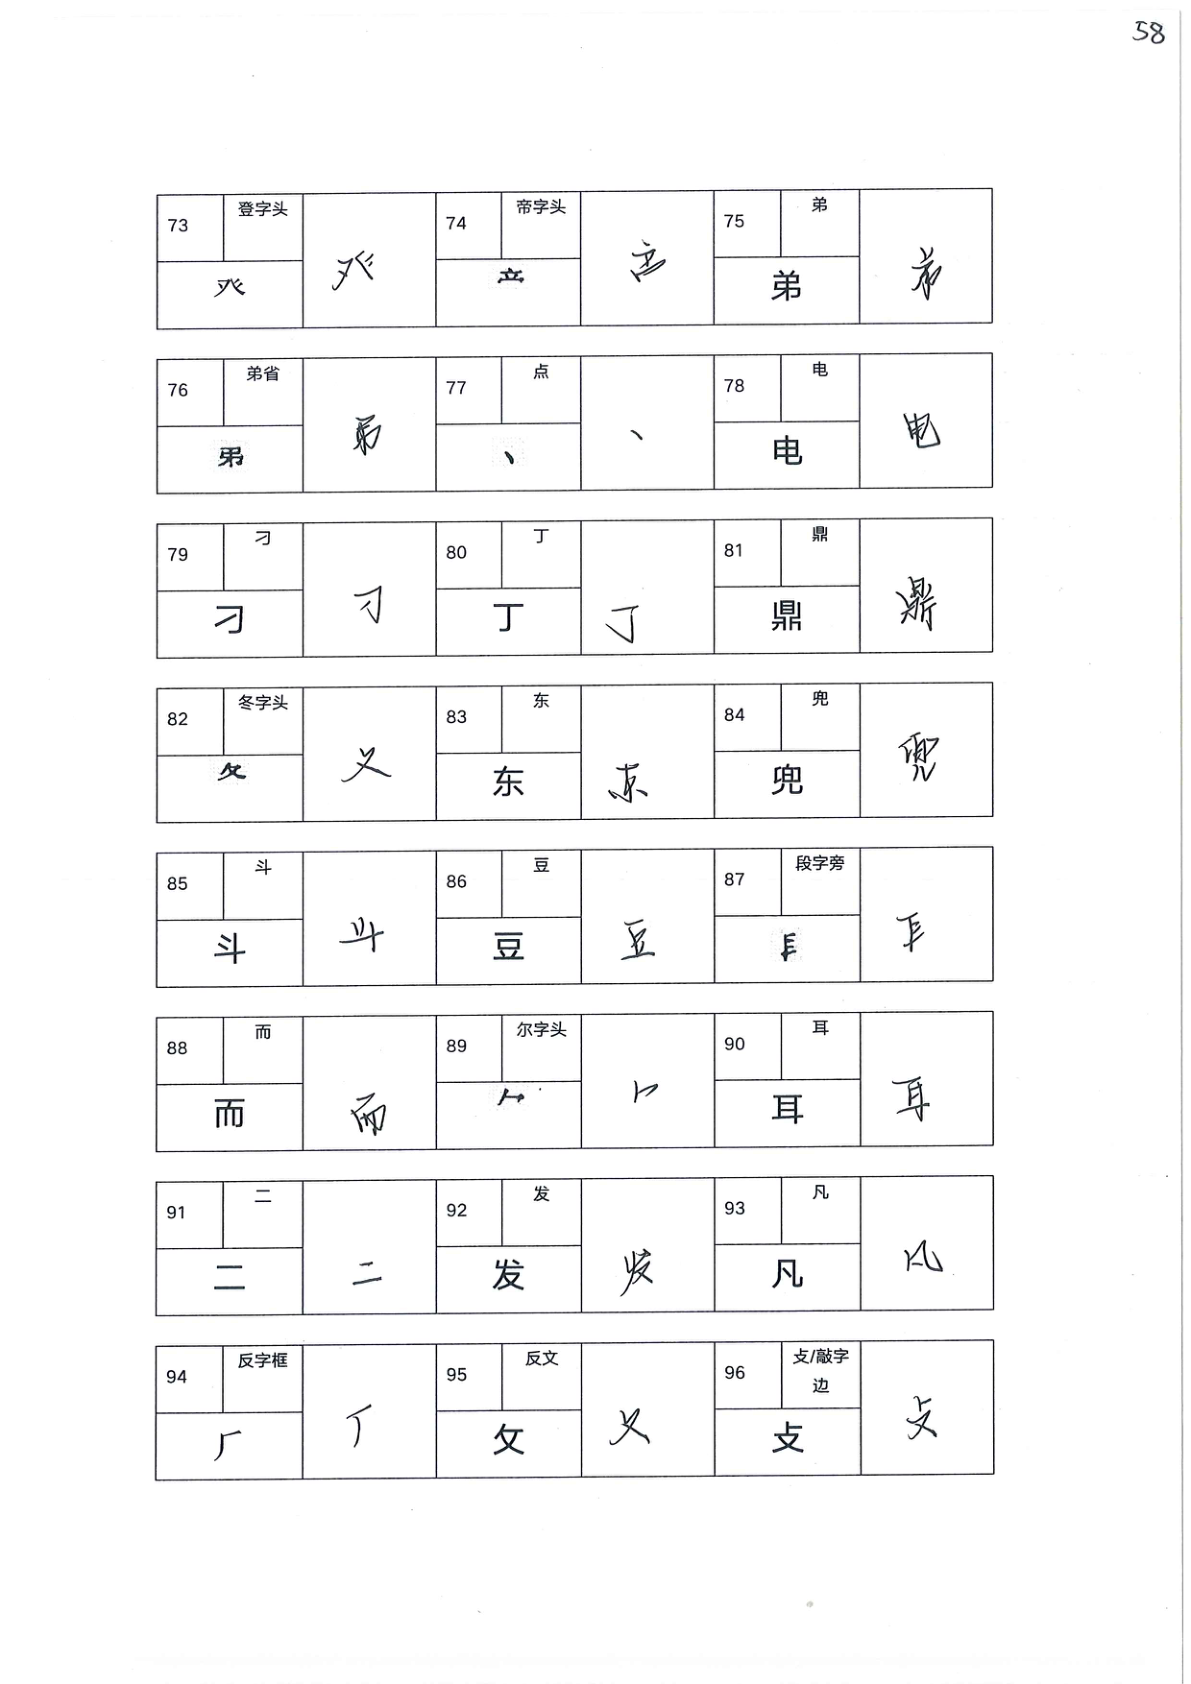 58
73 登字头 癶 癶
74 帝字头
75 弟 弟 弟
76 弟省
77 点 丶 丶
78 电 电 电
79 刁 刁 刁
80 丁 丁 丁
81 鼎 鼎 鼎
82 冬字头 夂 夂
83 东 东 东
84 兜 兜 兜
85 斗 斗 斗
86 豆 豆 豆
87 段字旁
88 而 而 而
89 尔字头
90 耳 耳 耳
91 二 二 二
92 发 发 发
93 凡 凡 凡
94 反字框 𠂆 𠂆
95 反文 攵 攵
96 攴/敲字边 攴 攴